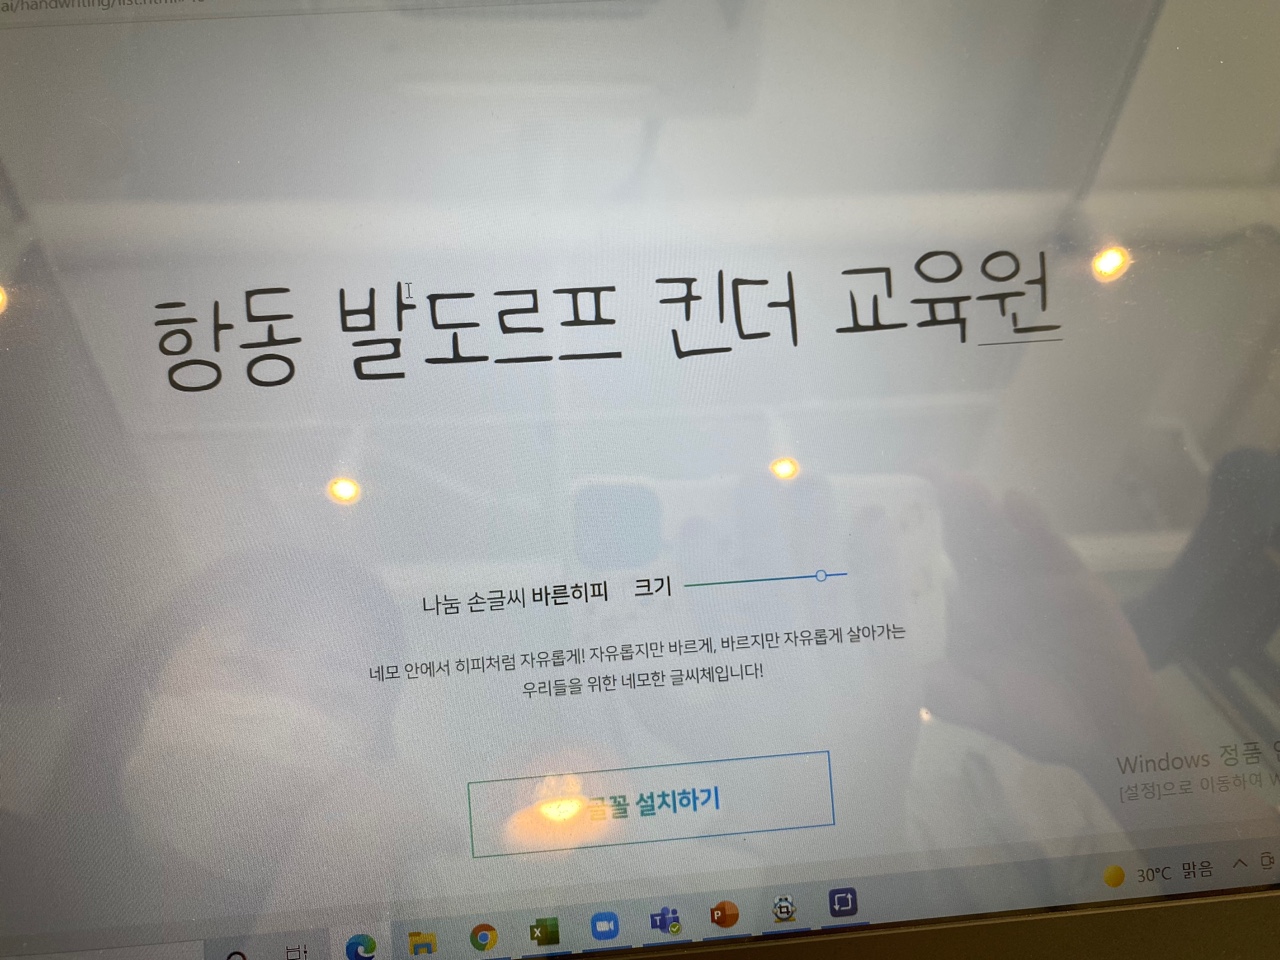 ai/handwriting/list.html
항동 발도르프 킨더 교육원
나눔 손글씨 바른히피 크기
네모 안에서 히피처럼 자유롭게! 자유롭지만 바르게, 바르지만 자유롭게 살아가는
우리들을 위한 네모한 글씨체입니다!
글꼴 설치하기
Windows 정품
[설정]으로 이동하여
30°C 맑음